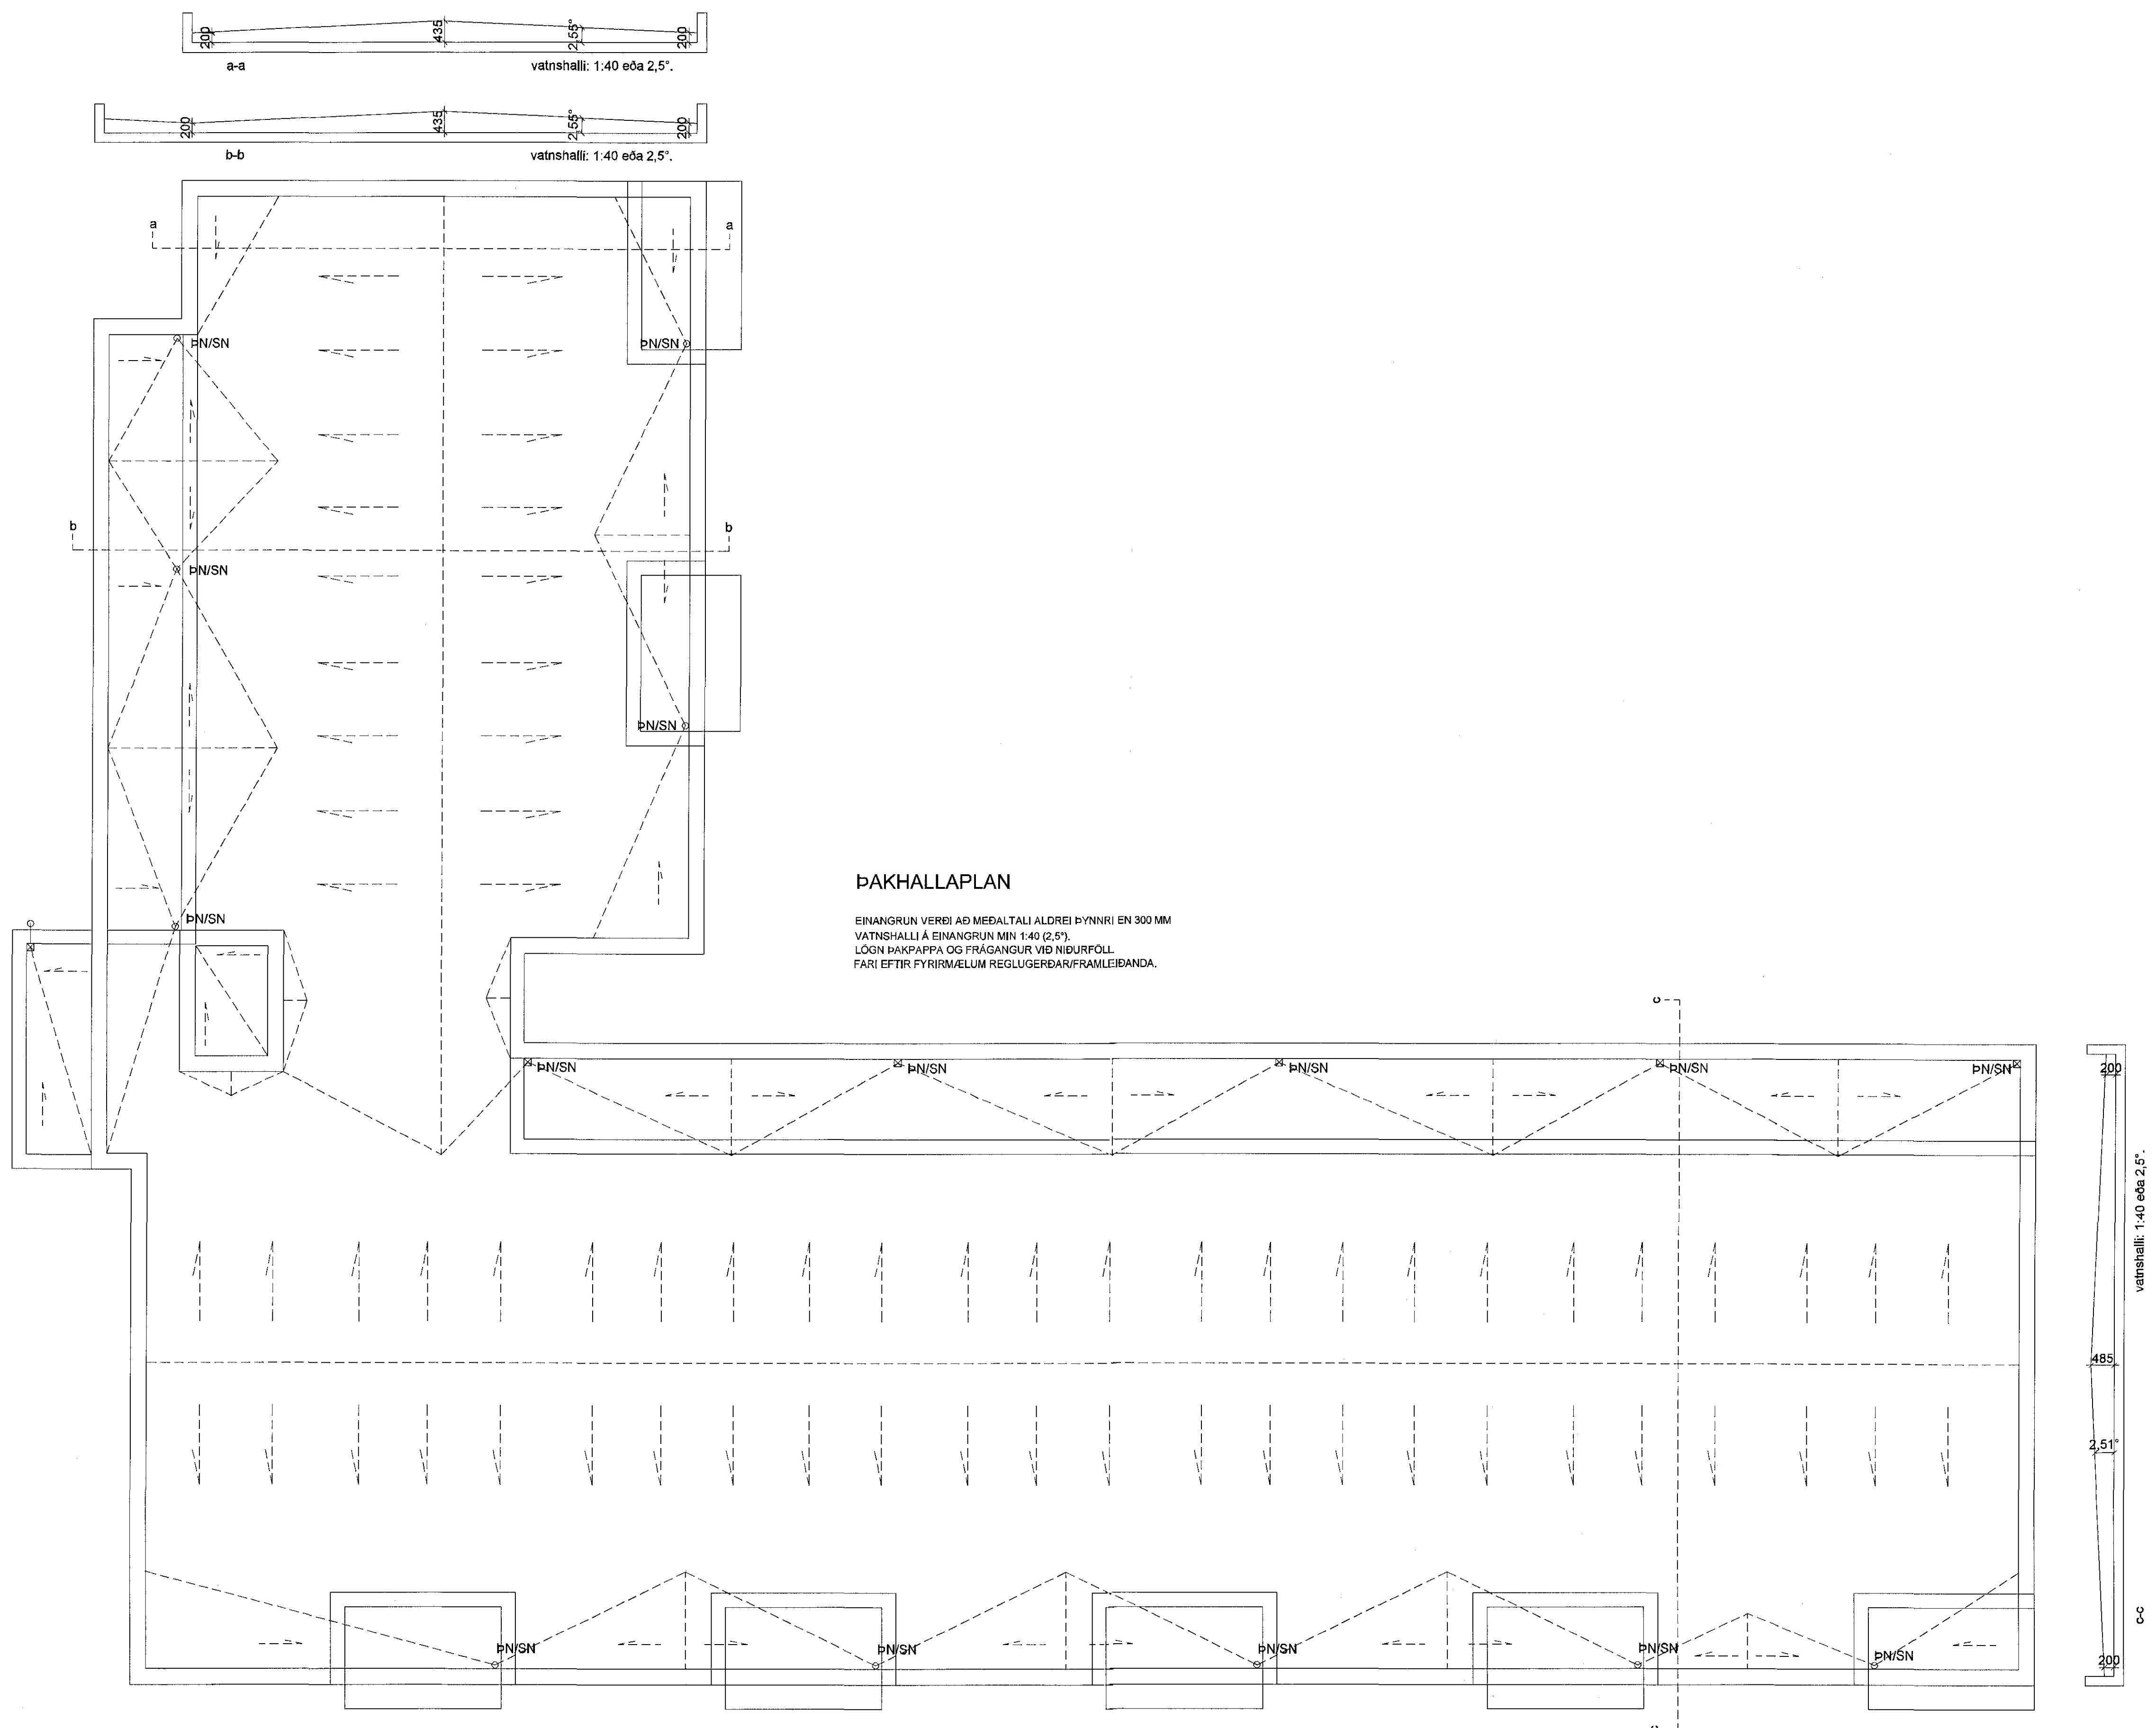 200 435 2,55° 200
a-a vatnshalli: 1:40 eða 2,5°.
200 435 2,55° 200
b-b vatnshalli: 1:40 eða 2,5°.
a a
ÞN/SN ÞN/SN
b b
ÞN/SN
ÞN/SN
ÞAKHALLAPLAN
EINANGRUN VERÐI AÐ MEÐALTALI ALDREI ÞYNNRI EN 300 MM
VATNSHALLI Á EINANGRUN MIN 1:40 (2,5°).
LÖGN ÞAKPAPPA OG FRÁGANGUR VIÐ NIÐURFÖLL
FARI EFTIR FYRIRMÆLUM REGLUGERÐAR/FRAMLEIÐANDA.
ÞN/SN
c
ÞN/SN ÞN/SN ÞN/SN ÞN/SN ÞN/SN
200
vatnshalli: 1:40 eða 2,5°.
485
2,51°
c-c
200
ÞN/SN ÞN/SN ÞN/SN ÞN/SN ÞN/SN